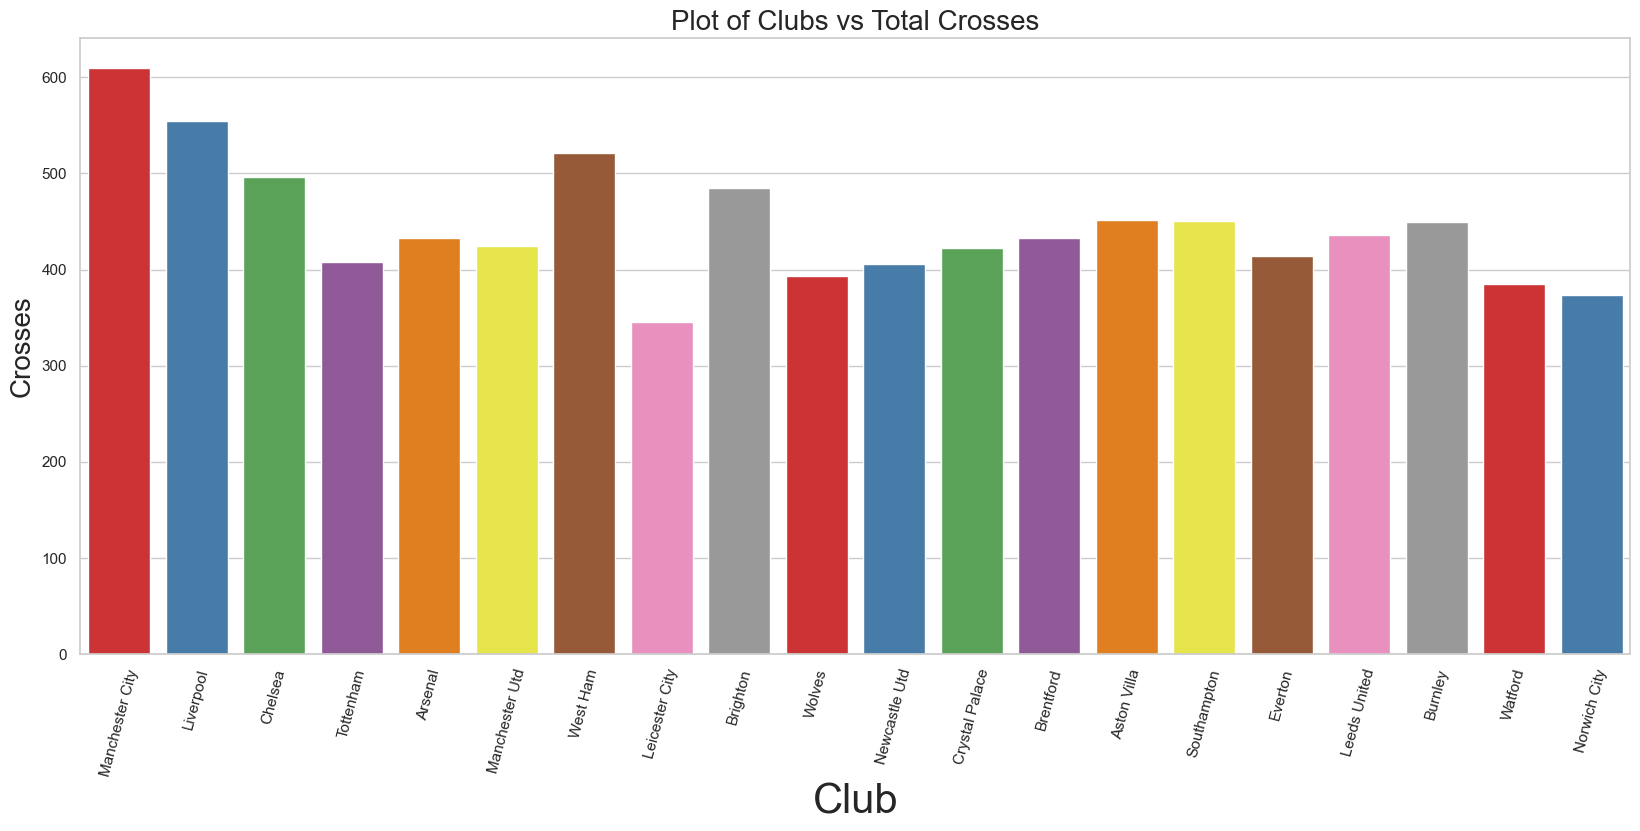 Plot of Clubs vs Total Crosses
600
500
400
300
200
100
0
Crosses
Manchester City
Liverpool
Chelsea
Tottenham
Arsenal
Manchester Utd
West Ham
Leicester City
Brighton
Wolves
Newcastle Utd
Crystal Palace
Brentford
Aston Villa
Southampton
Everton
Leeds United
Burnley
Watford
Norwich City
Club